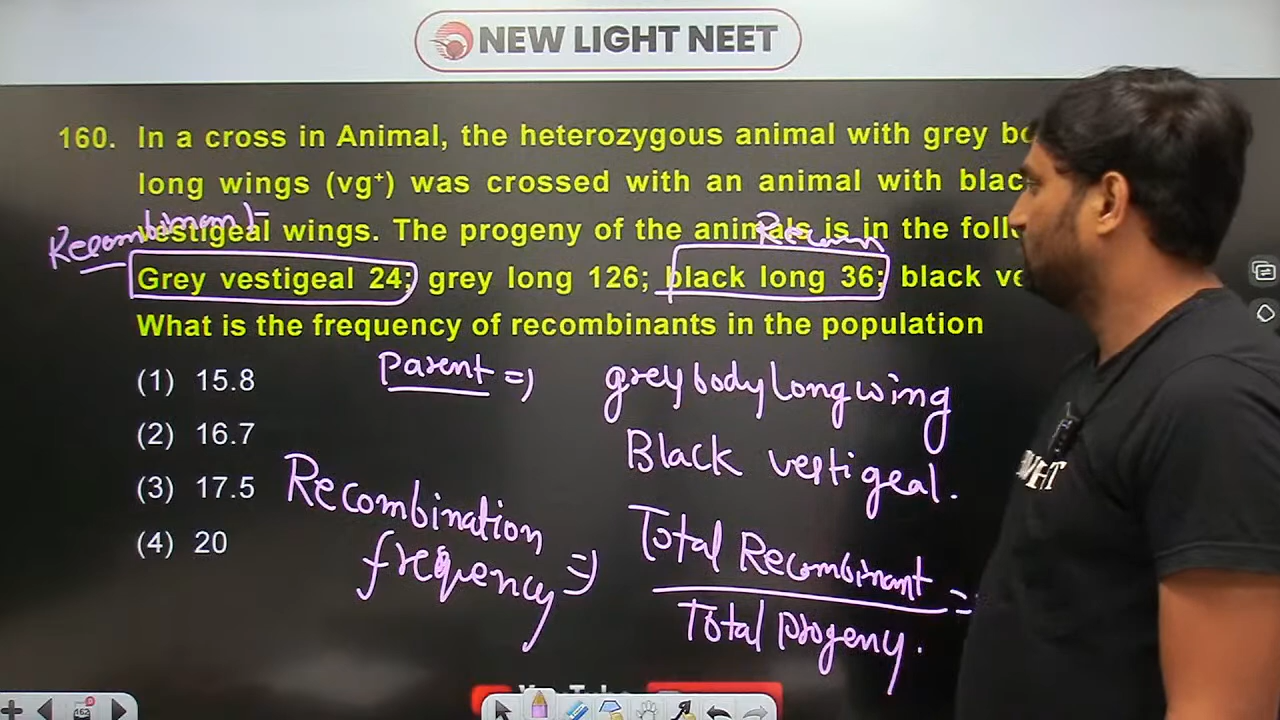 NEW LIGHT NEET
160. In a cross in Animal, the heterozygous animal with grey
long wings (vg⁺) was crossed with an animal with
Recombinant
vestigeal wings. The progeny of the animals is in the
Grey vestigeal 24; grey long 126; black long 36; black
What is the frequency of recombinants in the population
(1) 15.8
(2) 16.7
(3) 17.5
(4) 20
Parent => grey body long wing
Black vestigeal.
Recombination frequency => Total Recombinant
Total Progeny.